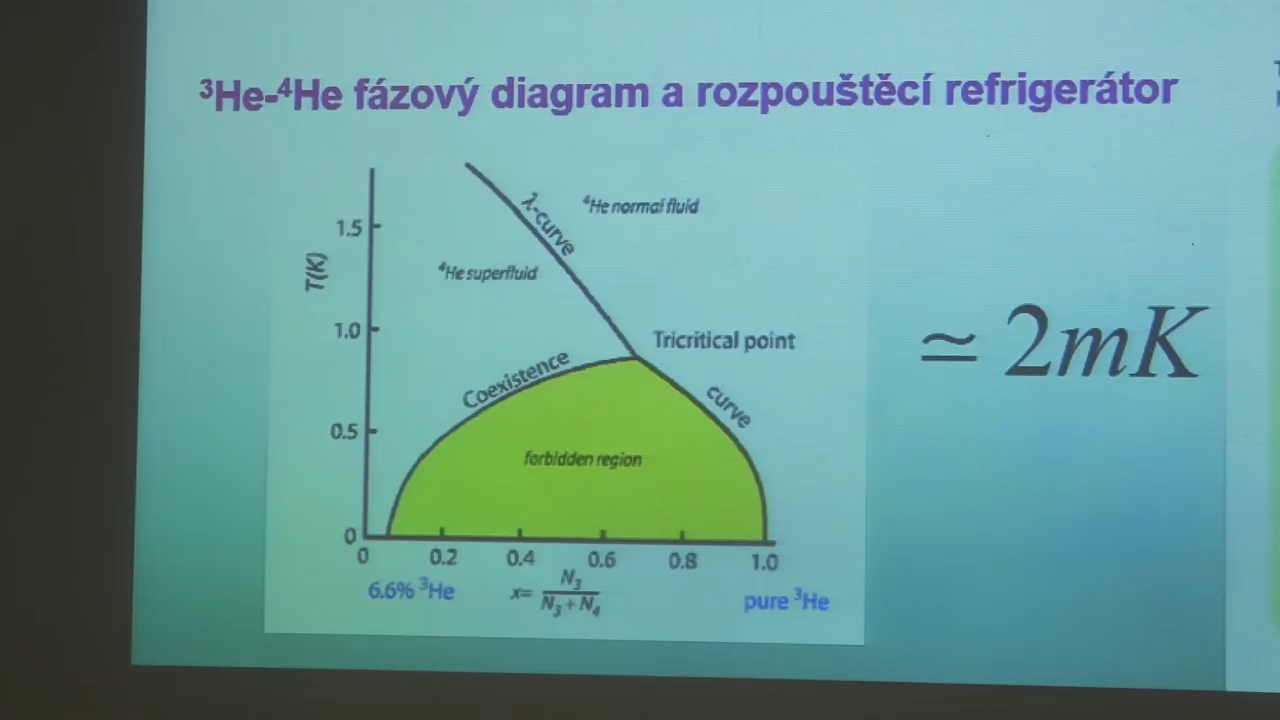 ³He-⁴He fázový diagram a rozpouštěcí refrigerátor
λ-curve
⁴He normal fluid
1.5
T(K)
⁴He superfluid
1.0
Tricritical point
≃ 2mK
Coexistence
curve
0.5
forbidden region
0
0 0.2 0.4 0.6 0.8 1.0
6.6% ³He
x= N₃
N₃ + N₄
pure ³He